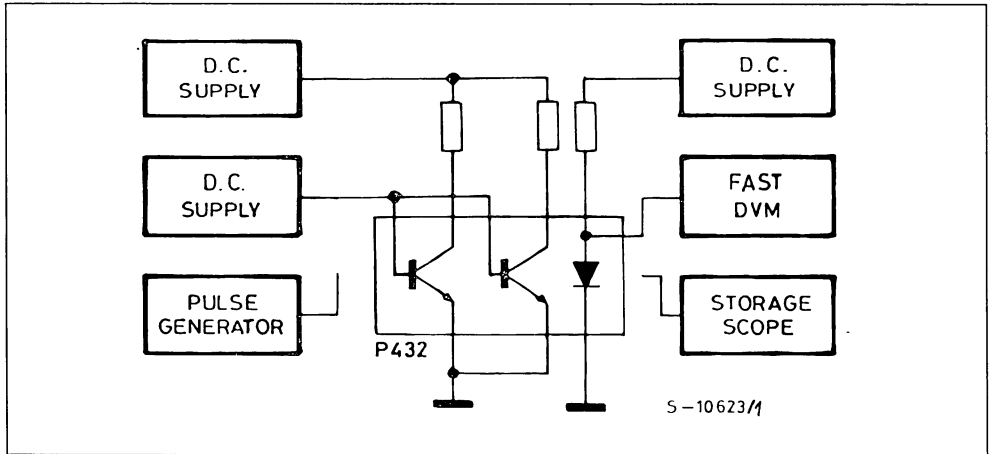 D.C.
SUPPLY
D.C.
SUPPLY
D.C.
SUPPLY
FAST
DVM
PULSE
GENERATOR
STORAGE
SCOPE
P432
S-10623/1